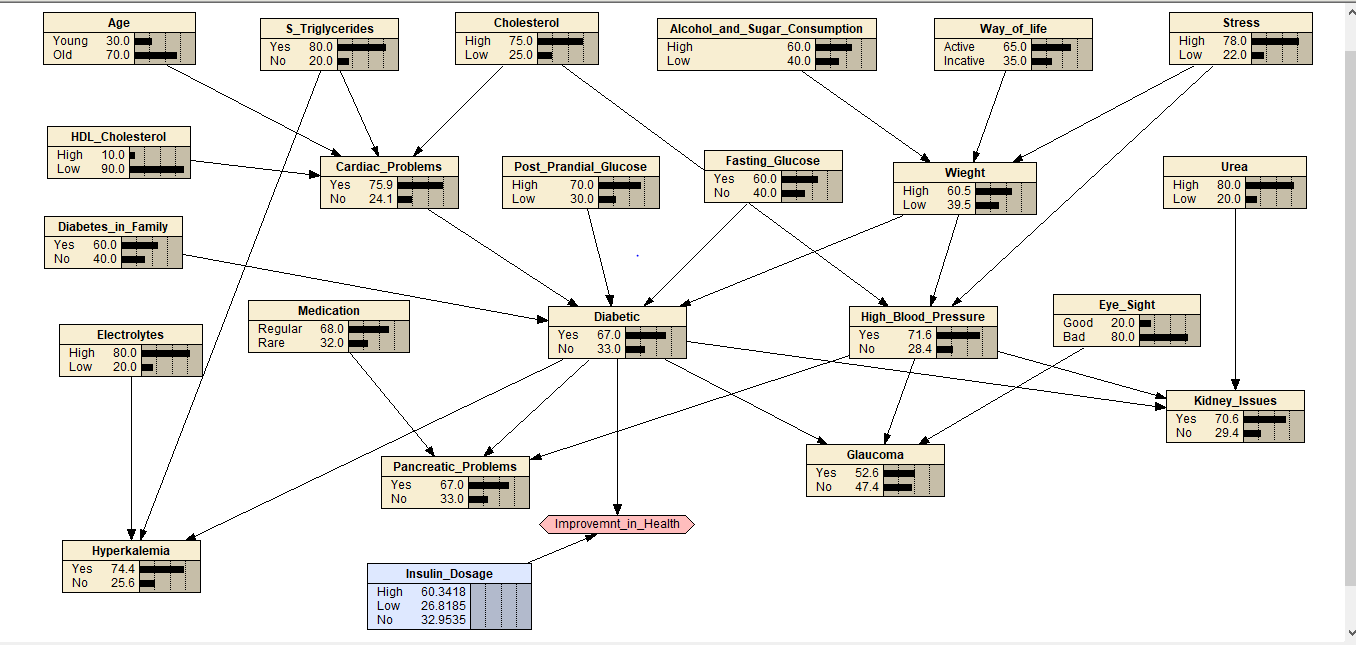 Age
Young 30.0
Old 70.0
S_Triglycerides
Yes 80.0
No 20.0
Cholesterol
High 75.0
Low 25.0
Alcohol_and_Sugar_Consumption
High 60.0
Low 40.0
Way_of_life
Active 65.0
Incative 35.0
Stress
High 78.0
Low 22.0
HDL_Cholesterol
High 10.0
Low 90.0
Cardiac_Problems
Yes 75.9
No 24.1
Post_Prandial_Glucose
High 70.0
Low 30.0
Fasting_Glucose
Yes 60.0
No 40.0
Wieght
High 60.5
Low 39.5
Urea
High 80.0
Low 20.0
Diabetes_in_Family
Yes 60.0
No 40.0
Medication
Regular 68.0
Rare 32.0
Diabetic
Yes 67.0
No 33.0
High_Blood_Pressure
Yes 71.6
No 28.4
Eye_Sight
Good 20.0
Bad 80.0
Electrolytes
High 80.0
Low 20.0
Kidney_Issues
Yes 70.6
No 29.4
Pancreatic_Problems
Yes 67.0
No 33.0
Glaucoma
Yes 52.6
No 47.4
Improvemnt_in_Health
Hyperkalemia
Yes 74.4
No 25.6
Insulin_Dosage
High 60.3418
Low 26.8185
No 32.9535